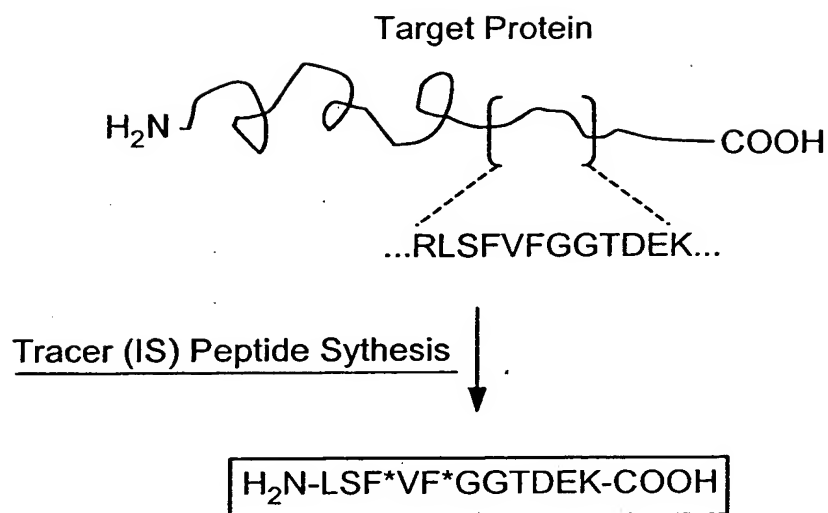 Target Protein
H₂N COOH
...RLSFVFGGTDEK...
Tracer (IS) Peptide Sythesis
H₂N-LSF*VF*GGTDEK-COOH